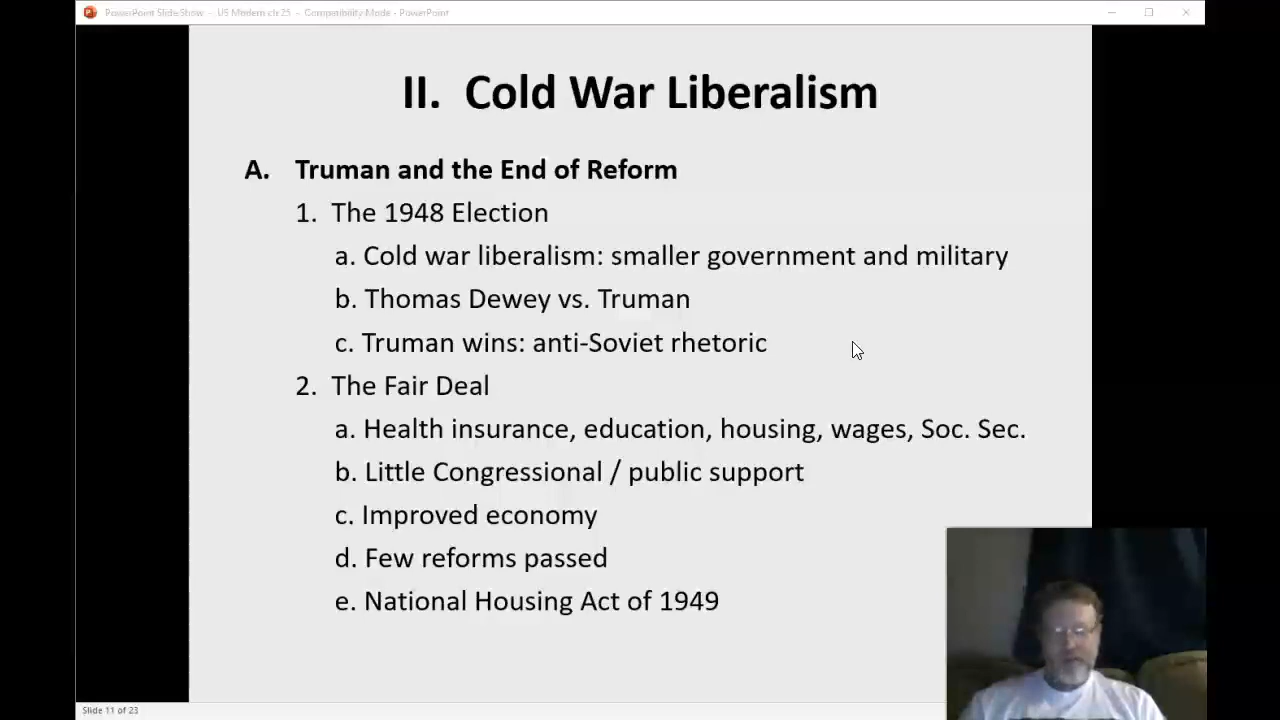 PowerPoint Slide Show - US Modern ch 25 - Compatibility Mode - PowerPoint
II. Cold War Liberalism
A. Truman and the End of Reform
1. The 1948 Election
a. Cold war liberalism: smaller government and military
b. Thomas Dewey vs. Truman
c. Truman wins: anti-Soviet rhetoric
2. The Fair Deal
a. Health insurance, education, housing, wages, Soc. Sec.
b. Little Congressional / public support
c. Improved economy
d. Few reforms passed
e. National Housing Act of 1949
Slide 11 of 23